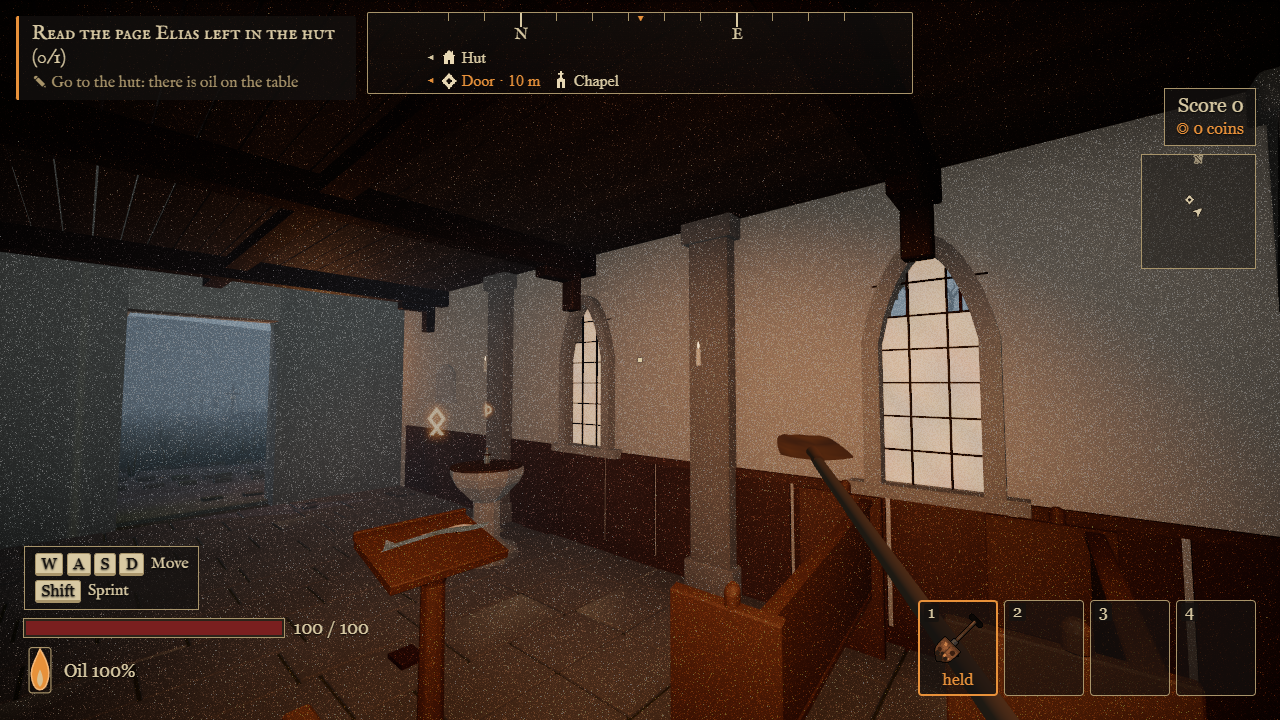 Read the page Elias left in the hut
(0/1)
Go to the hut: there is oil on the table
N
E
Hut
Door · 10 m
Chapel
Score 0
0 coins
N
W A S D Move
Shift Sprint
100 / 100
Oil 100%
1
2
3
4
held